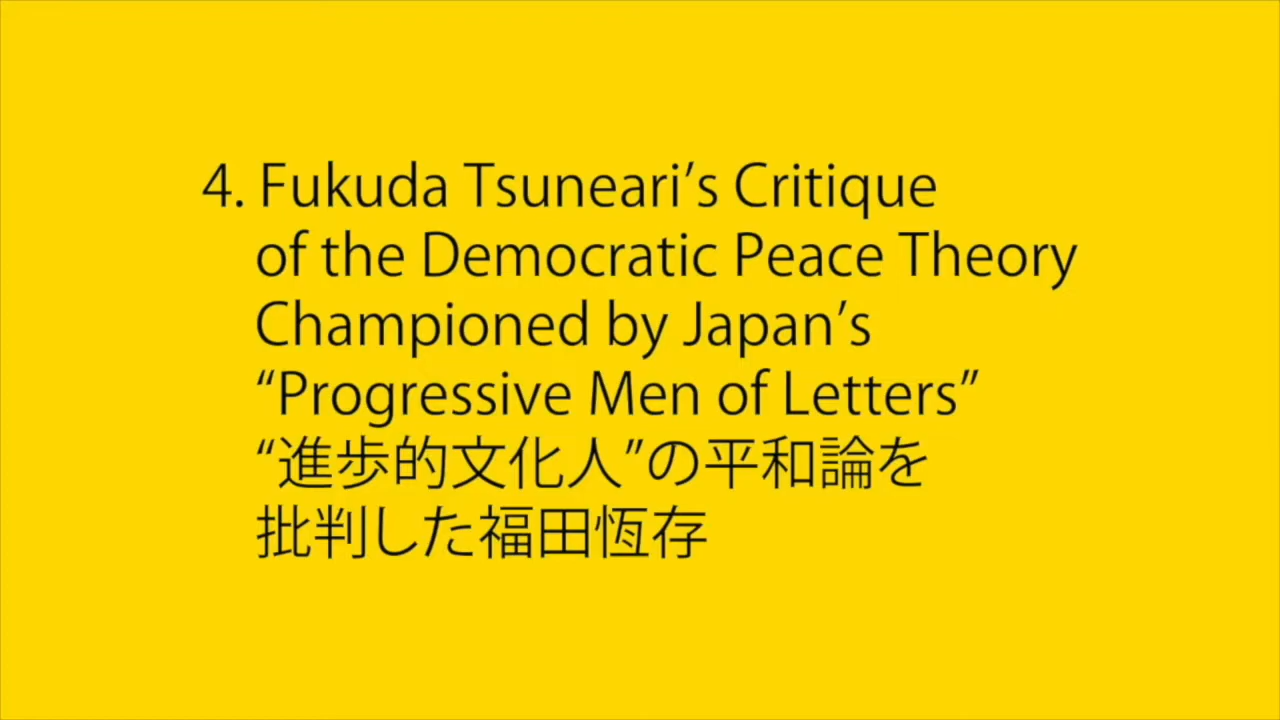 4. Fukuda Tsuneari’s Critique
of the Democratic Peace Theory
Championed by Japan’s
“Progressive Men of Letters”
“進歩的文化人”の平和論を
批判した福田恆存